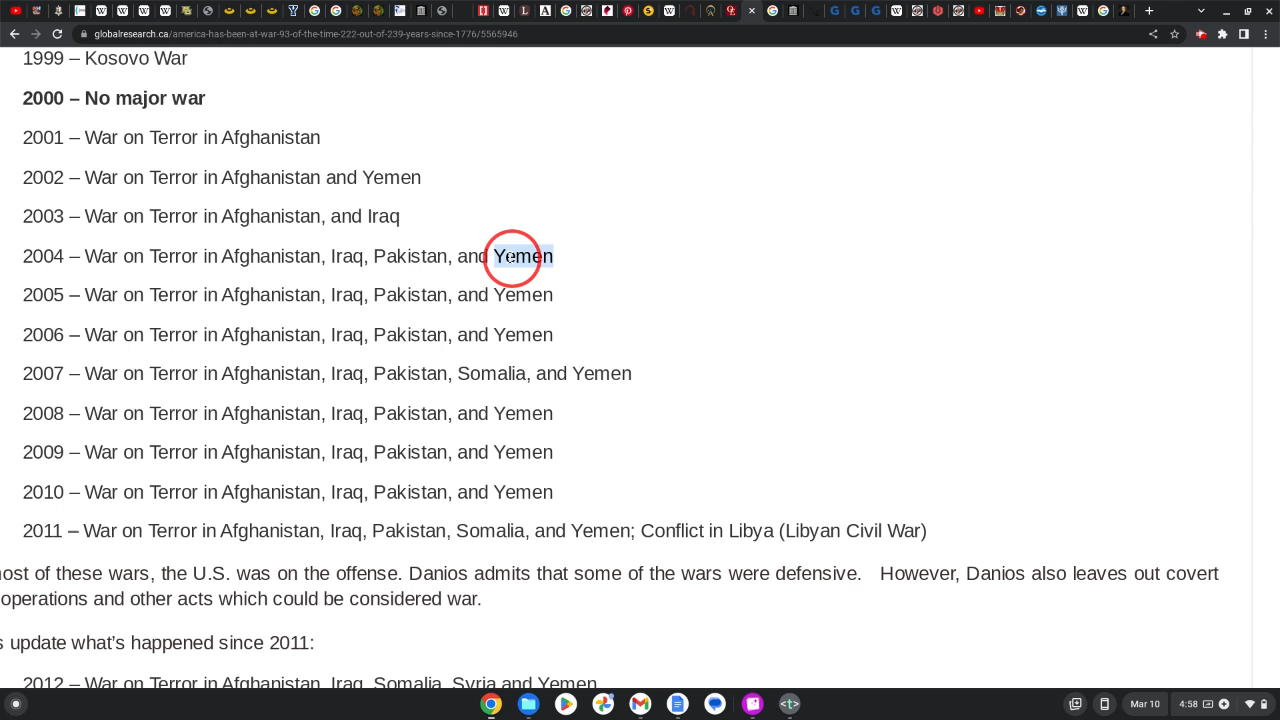 globalresearch.ca/america-has-been-at-war-93-of-the-time-222-out-of-239-years-since-1776/5565946
1999 – Kosovo War
2000 – No major war
2001 – War on Terror in Afghanistan
2002 – War on Terror in Afghanistan and Yemen
2003 – War on Terror in Afghanistan, and Iraq
2004 – War on Terror in Afghanistan, Iraq, Pakistan, and Yemen
2005 – War on Terror in Afghanistan, Iraq, Pakistan, and Yemen
2006 – War on Terror in Afghanistan, Iraq, Pakistan, and Yemen
2007 – War on Terror in Afghanistan, Iraq, Pakistan, Somalia, and Yemen
2008 – War on Terror in Afghanistan, Iraq, Pakistan, and Yemen
2009 – War on Terror in Afghanistan, Iraq, Pakistan, and Yemen
2010 – War on Terror in Afghanistan, Iraq, Pakistan, and Yemen
2011 – War on Terror in Afghanistan, Iraq, Pakistan, Somalia, and Yemen; Conflict in Libya (Libyan Civil War)
of these wars, the U.S. was on the offense. Danios admits that some of the wars were defensive. However, Danios also leaves out covert
operations and other acts which could be considered war.
update what's happened since 2011:
2012 – War on Terror in Afghanistan, Iraq, Somalia, Syria and Yemen
Mar 10
4:58